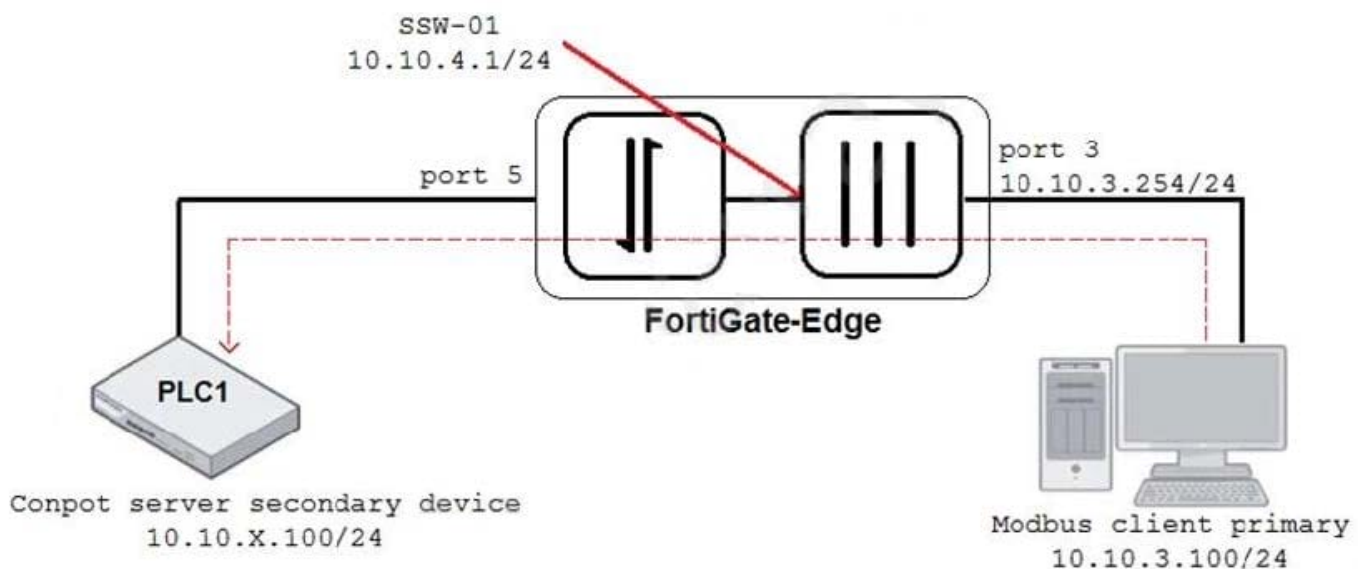 SSW-01
10.10.4.1/24
port 5
port 3
10.10.3.254/24
FortiGate-Edge
PLC1
Conpot server secondary device
10.10.X.100/24
Modbus client primary
10.10.3.100/24